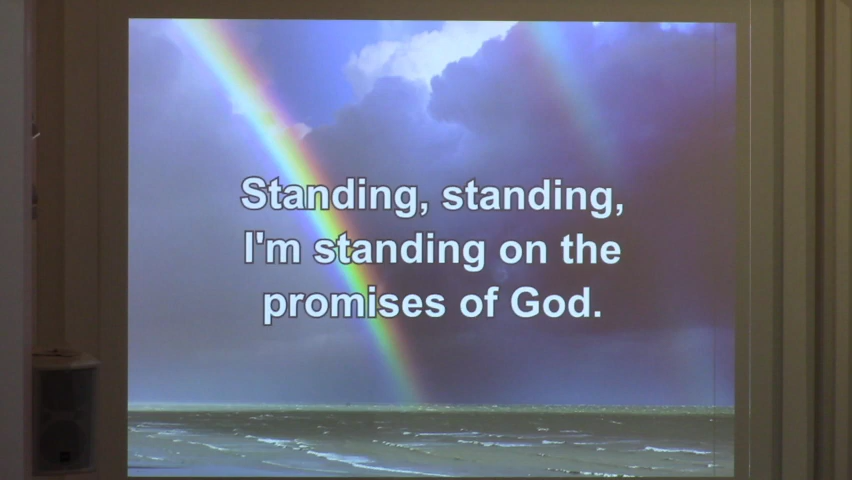 Standing, standing,
I'm standing on the
promises of God.